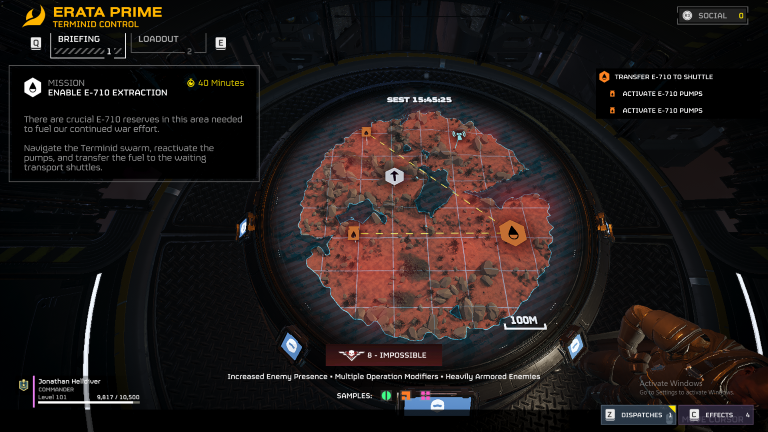 ERATA PRIME
TERMINID CONTROL
SOCIAL 0
Q
BRIEFING
1
LOADOUT
2
E
MISSION
ENABLE E-710 EXTRACTION
40 Minutes
There are crucial E-710 reserves in this area needed
to fuel our continued war effort.
Navigate the Terminid swarm, reactivate the
pumps, and transfer the fuel to the waiting
transport shuttles.
TRANSFER E-710 TO SHUTTLE
ACTIVATE E-710 PUMPS
ACTIVATE E-710 PUMPS
SEST 15:45:25
100M
8 - IMPOSSIBLE
Increased Enemy Presence • Multiple Operation Modifiers • Heavily Armored Enemies
SAMPLES:
Jonathan Helldiver
COMMANDER
Level 101
9,817 / 10,500
Activate Windows
Go to Settings to activate Windows.
Z DISPATCHES 1
C EFFECTS 4
MOVE CURSOR